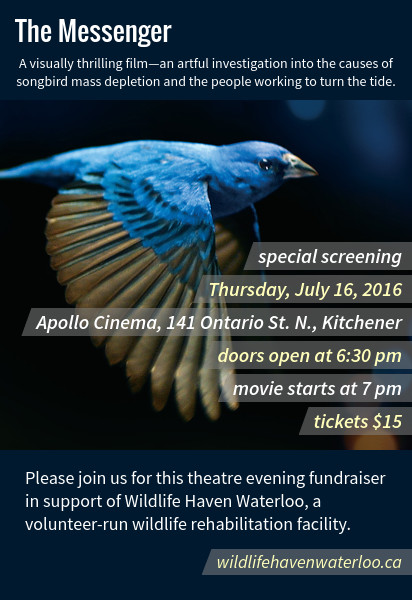 The Messenger
A visually thrilling film—an artful investigation into the causes of
songbird mass depletion and the people working to turn the tide.
special screening
Thursday, July 16, 2016
Apollo Cinema, 141 Ontario St. N., Kitchener
doors open at 6:30 pm
movie starts at 7 pm
tickets $15
Please join us for this theatre evening fundraiser
in support of Wildlife Haven Waterloo, a
volunteer-run wildlife rehabilitation facility.
wildlifehavenwaterloo.ca